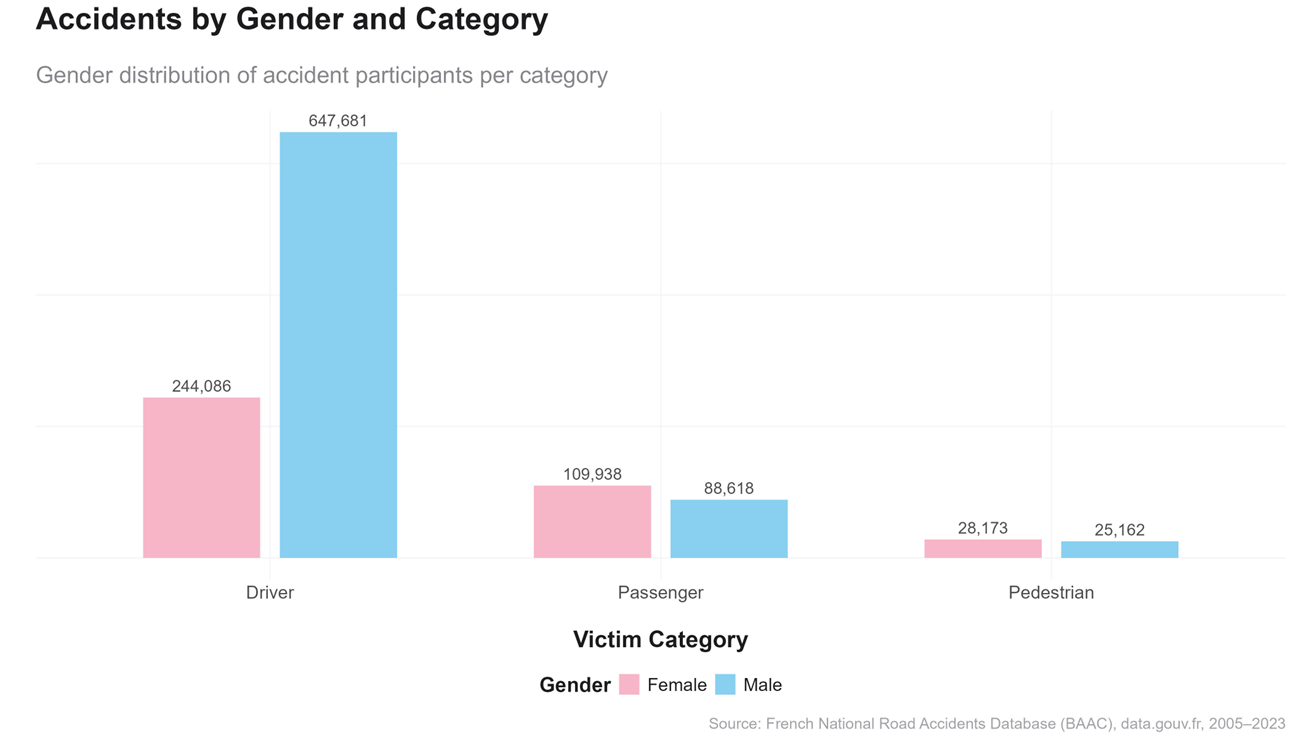 Accidents by Gender and Category
Gender distribution of accident participants per category
647,681
244,086
109,938
88,618
28,173
25,162
Driver
Passenger
Pedestrian
Victim Category
Gender Female Male
Source: French National Road Accidents Database (BAAC), data.gouv.fr, 2005–2023